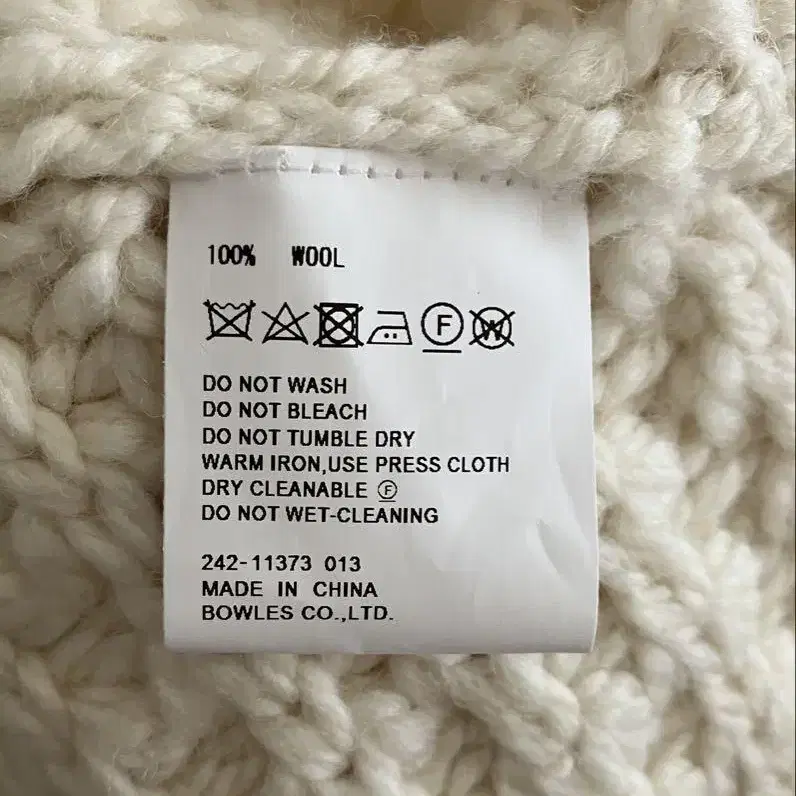 100% WOOL
F W
DO NOT WASH
DO NOT BLEACH
DO NOT TUMBLE DRY
WARM IRON,USE PRESS CLOTH
DRY CLEANABLE Ⓕ
DO NOT WET-CLEANING
242-11373 013
MADE IN CHINA
BOWLES CO.,LTD.